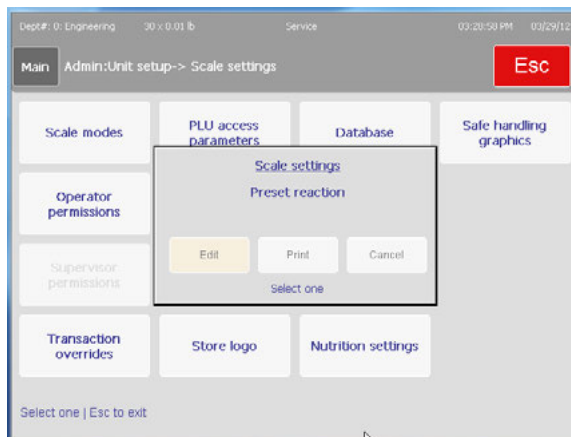 Dept#: 0: Engineering 30 x 0.01 lb Service 03:28:58 PM 03/29/12
Main Admin:Unit setup-> Scale settings Esc
Scale modes
PLU access
parameters
Database
Safe handling
graphics
Scale settings
Preset reaction
Operator
permissions
Edit Print Cancel
Select one
Supervisor
permissions
Transaction
overrides
Store logo
Nutrition settings
Select one | Esc to exit